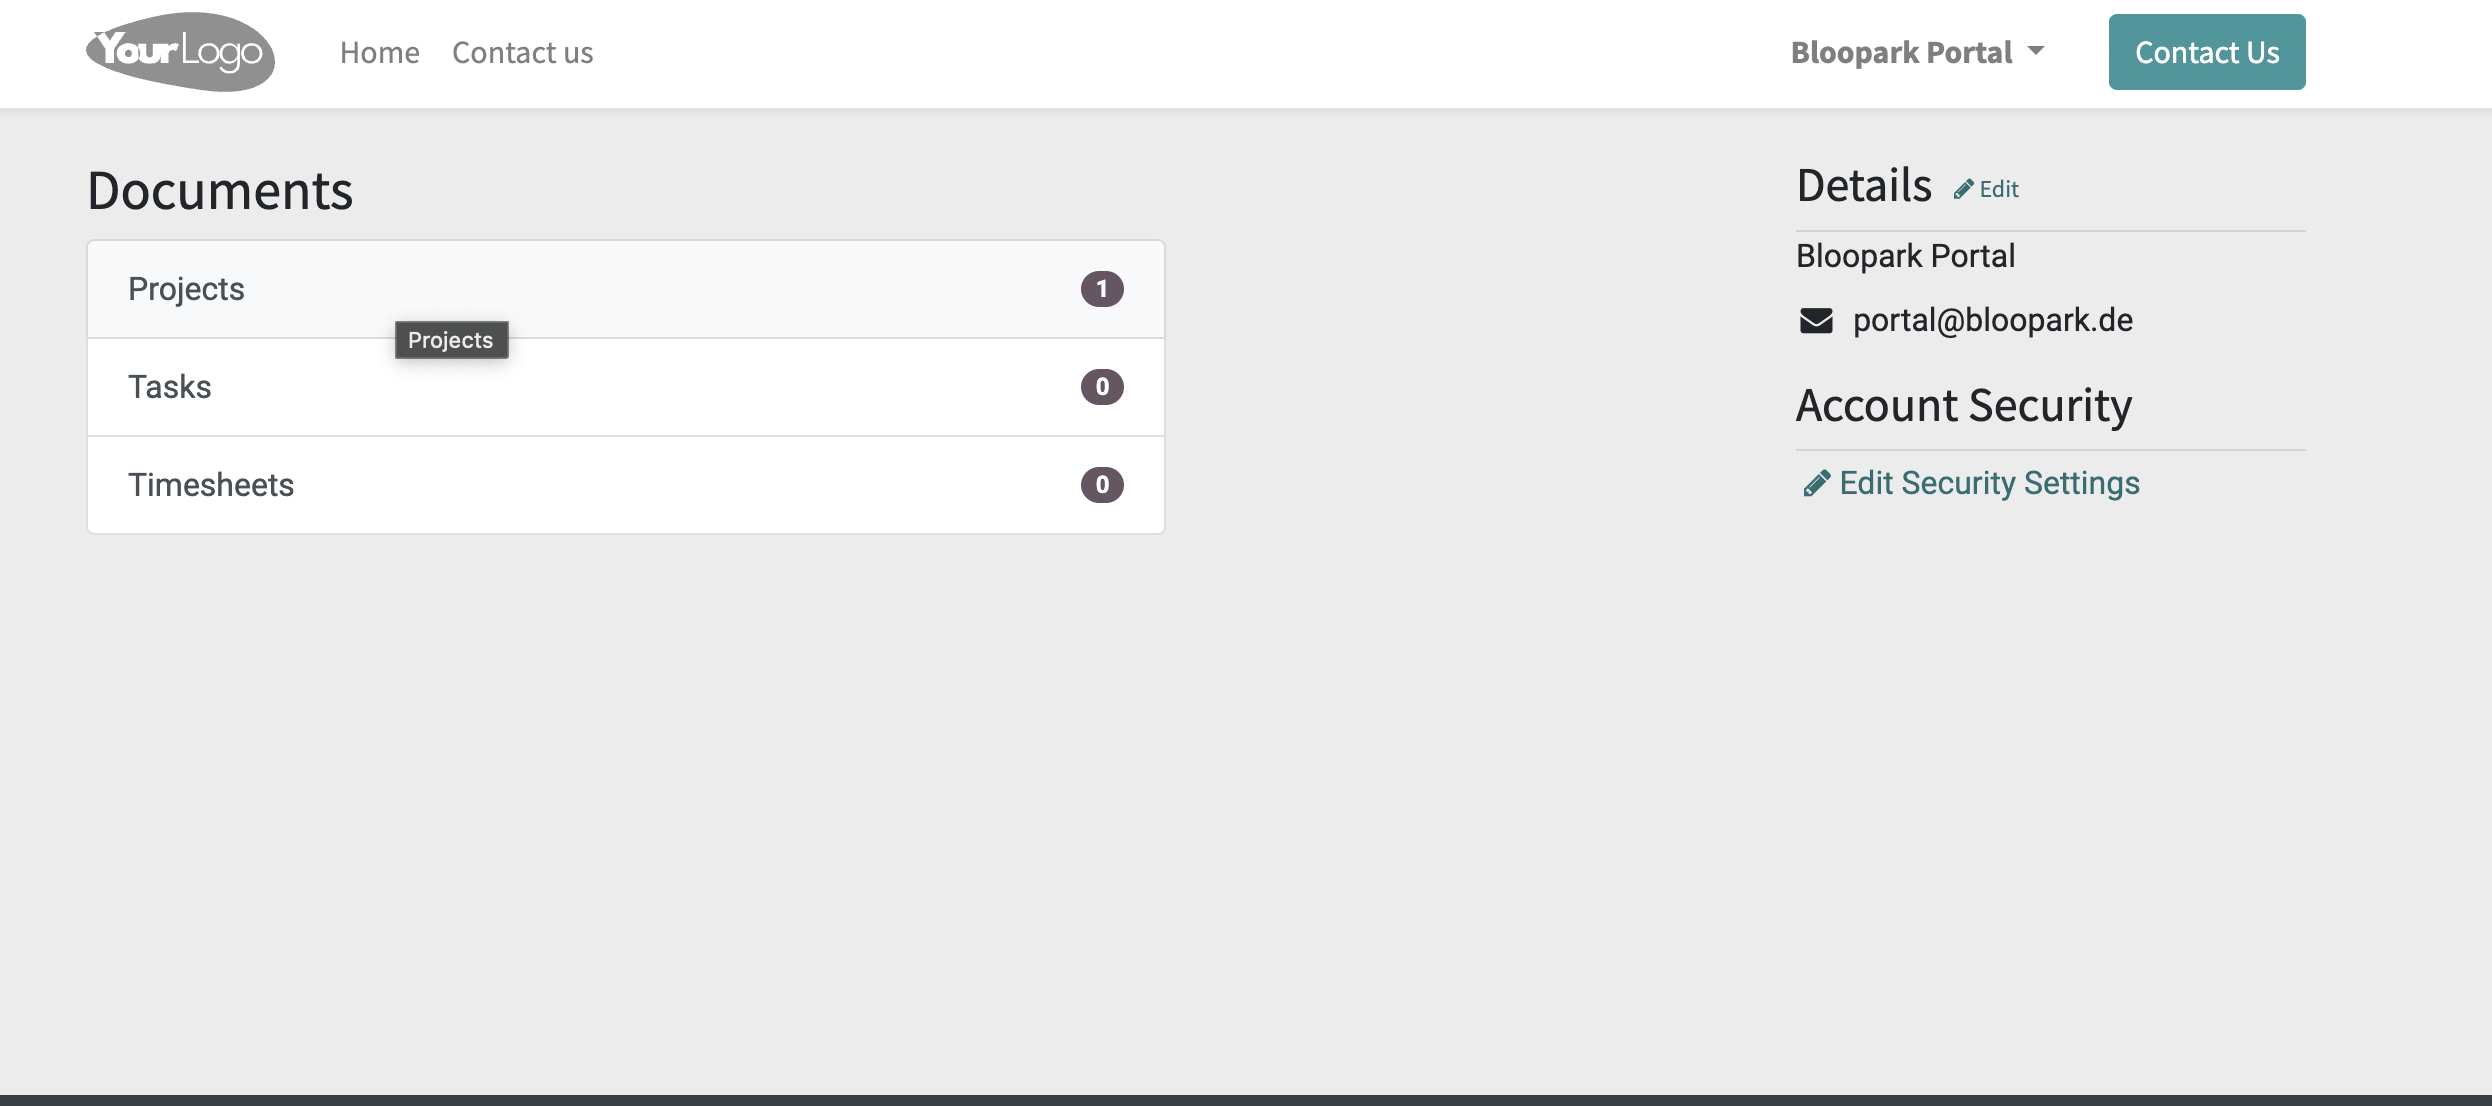 YourLogo
Home
Contact us
Bloopark Portal
Contact Us
Documents
Projects
1
Projects
Tasks
0
Timesheets
0
Details
Edit
Bloopark Portal
portal@bloopark.de
Account Security
Edit Security Settings